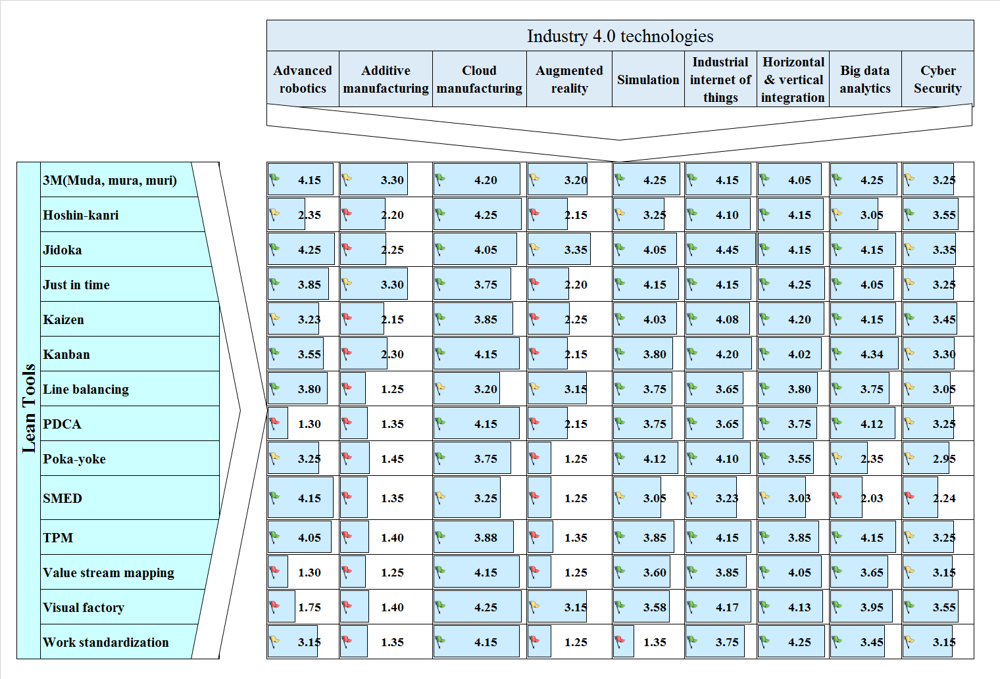 Industry 4.0 technologies
Advanced robotics Additive manufacturing Cloud manufacturing Augmented reality Simulation Industrial internet of things Horizontal & vertical integration Big data analytics Cyber Security
Lean Tools
3M(Muda, mura, muri) 4.15 3.30 4.20 3.20 4.25 4.15 4.05 4.25 3.25
Hoshin-kanri 2.35 2.20 4.25 2.15 3.25 4.10 4.15 3.05 3.55
Jidoka 4.25 2.25 4.05 3.35 4.05 4.45 4.15 4.15 3.35
Just in time 3.85 3.30 3.75 2.20 4.15 4.15 4.25 4.05 3.25
Kaizen 3.23 2.15 3.85 2.25 4.03 4.08 4.20 4.15 3.45
Kanban 3.55 2.30 4.15 2.15 3.80 4.20 4.02 4.34 3.30
Line balancing 3.80 1.25 3.20 3.15 3.75 3.65 3.80 3.75 3.05
PDCA 1.30 1.35 4.15 2.15 3.75 3.65 3.75 4.12 3.25
Poka-yoke 3.25 1.45 3.75 1.25 4.12 4.10 3.55 2.35 2.95
SMED 4.15 1.35 3.25 1.25 3.05 3.23 3.03 2.03 2.24
TPM 4.05 1.40 3.88 1.35 3.85 4.15 3.85 4.15 3.25
Value stream mapping 1.30 1.25 4.15 1.25 3.60 3.85 4.05 3.65 3.15
Visual factory 1.75 1.40 4.25 3.15 3.58 4.17 4.13 3.95 3.55
Work standardization 3.15 1.35 4.15 1.25 1.35 3.75 4.25 3.45 3.15